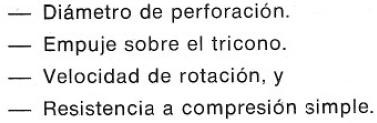 — Diámetro de perforación.
— Empuje sobre el tricono.
— Velocidad de rotación, y
— Resistencia a compresión simple.